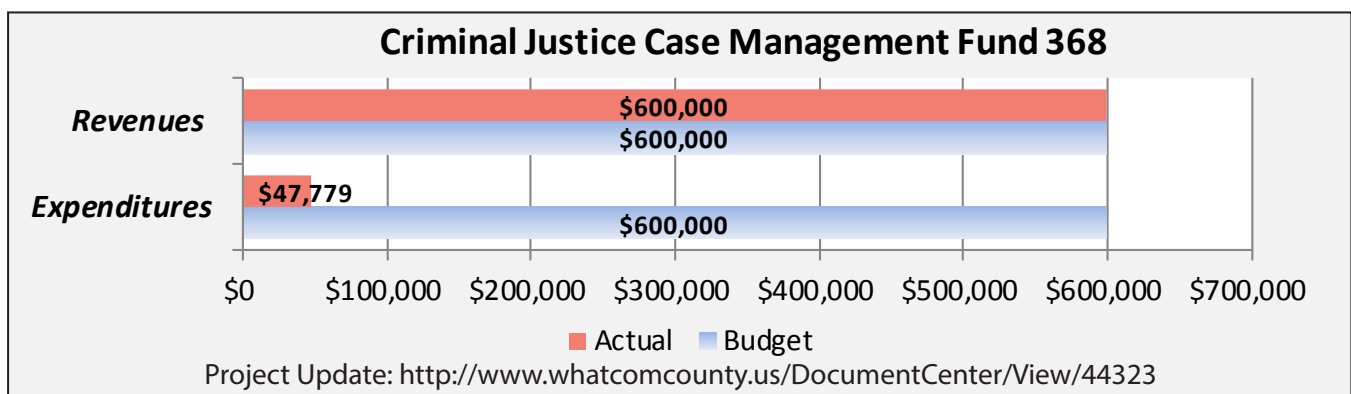 Criminal Justice Case Management Fund 368
Revenues
$600,000
$600,000
Expenditures
$47,779
$600,000
$0 $100,000 $200,000 $300,000 $400,000 $500,000 $600,000 $700,000
Actual Budget
Project Update: http://www.whatcomcounty.us/DocumentCenter/View/44323